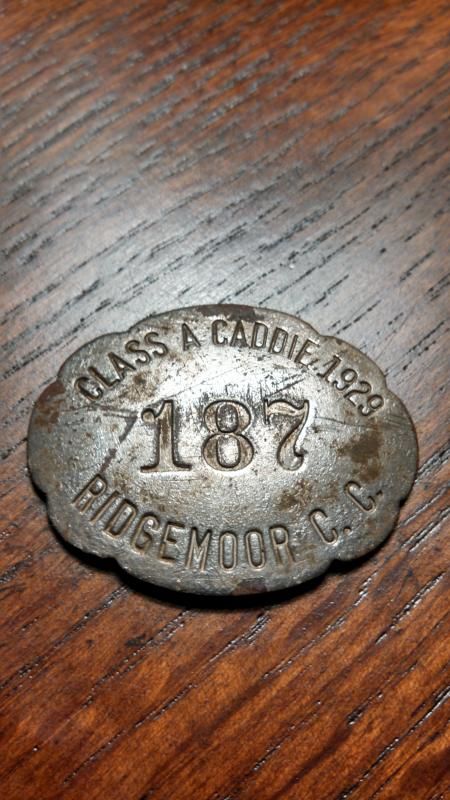 CLASS A CADDIE 1929
187
RIDGEMOOR C. C.